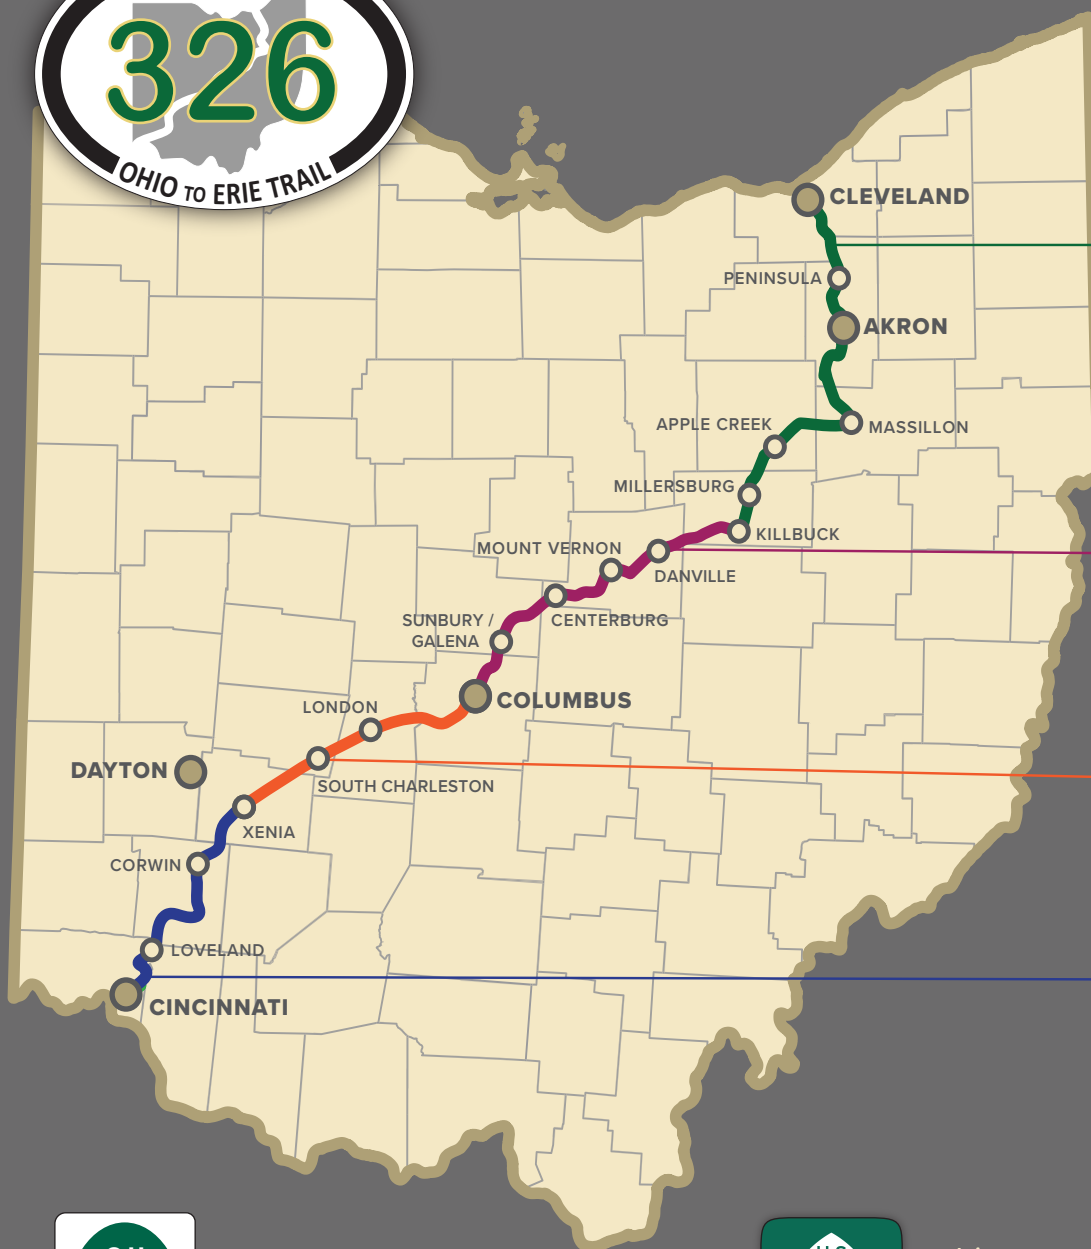 326
OHIO TO ERIE TRAIL
CLEVELAND
PENINSULA
AKRON
APPLE CREEK
MASSILLON
MILLERSBURG
KILLBUCK
MOUNT VERNON
DANVILLE
SUNBURY /
GALENA
CENTERBURG
COLUMBUS
LONDON
DAYTON
SOUTH CHARLESTON
XENIA
CORWIN
LOVELAND
CINCINNATI